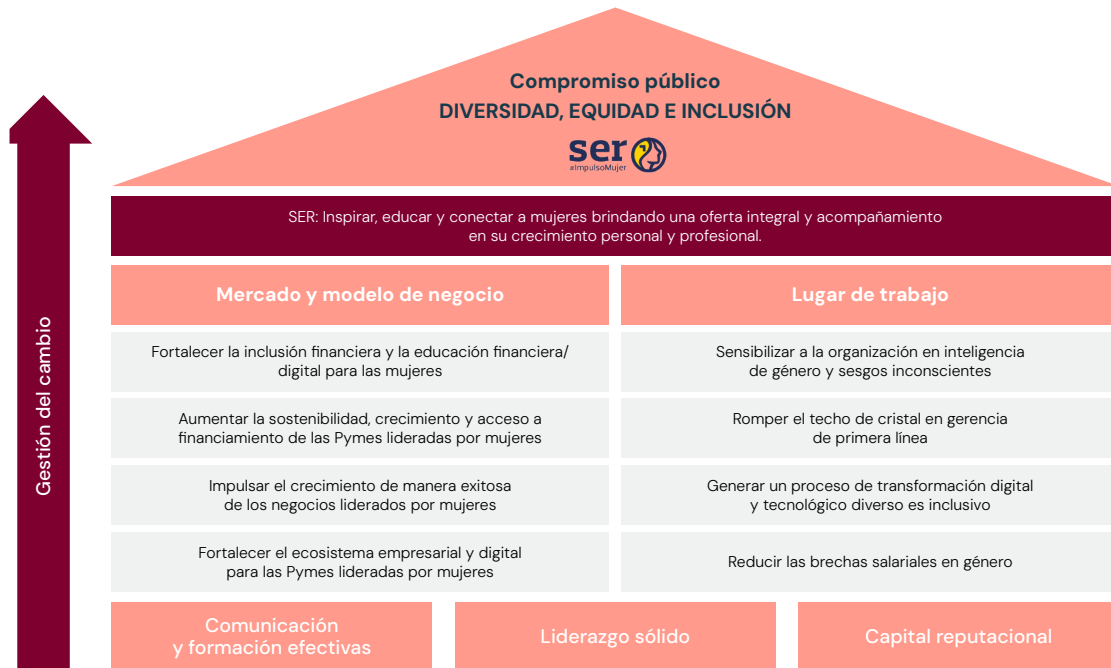 Compromiso público
DIVERSIDAD, EQUIDAD E INCLUSIÓN
ser
#ImpulsoMujer
SER: Inspirar, educar y conectar a mujeres brindando una oferta integral y acompañamiento
en su crecimiento personal y profesional.
Gestión del cambio
Mercado y modelo de negocio
Fortalecer la inclusión financiera y la educación financiera/
digital para las mujeres
Aumentar la sostenibilidad, crecimiento y acceso a
financiamiento de las Pymes lideradas por mujeres
Impulsar el crecimiento de manera exitosa
de los negocios liderados por mujeres
Fortalecer el ecosistema empresarial y digital
para las Pymes lideradas por mujeres
Lugar de trabajo
Sensibilizar a la organización en inteligencia
de género y sesgos inconscientes
Romper el techo de cristal en gerencia
de primera línea
Generar un proceso de transformación digital
y tecnológico diverso es inclusivo
Reducir las brechas salariales en género
Comunicación
y formación efectivas
Liderazgo sólido
Capital reputacional